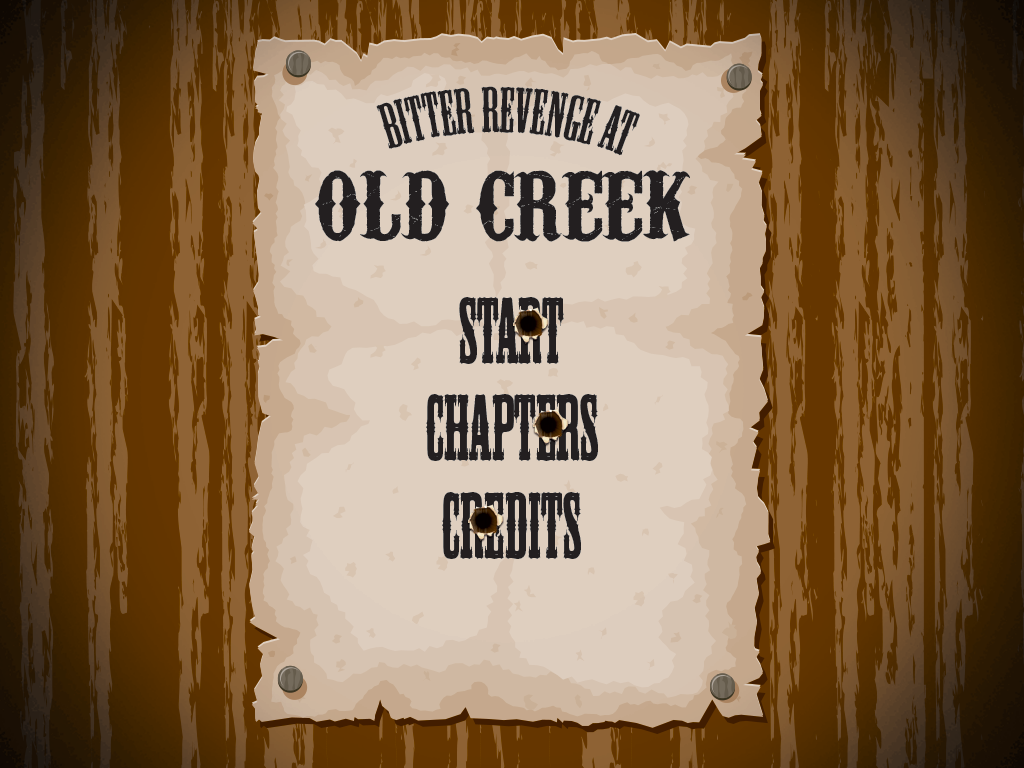 BITTER REVENGE AT
OLD CREEK
START
CHAPTERS
CREDITS